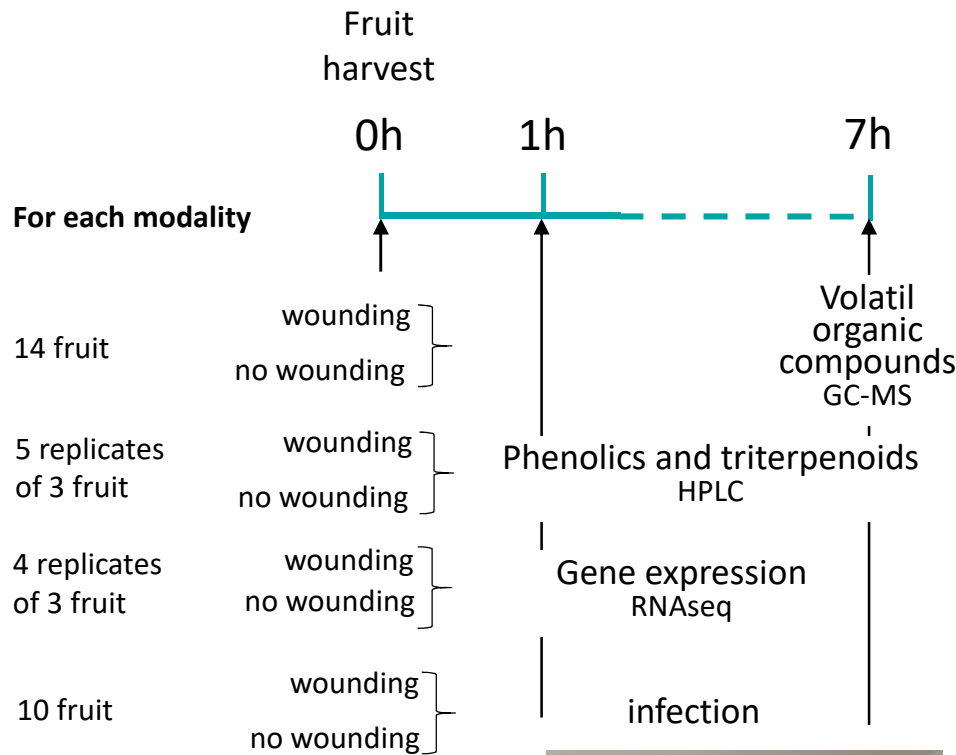 Fruit
harvest
0h
1h
7h
For each modality
14 fruit
wounding
no wounding
Volatil
organic
compounds
GC-MS
5 replicates
of 3 fruit
wounding
no wounding
Phenolics and triterpenoids
HPLC
4 replicates
of 3 fruit
wounding
no wounding
Gene expression
RNAseq
10 fruit
wounding
no wounding
infection